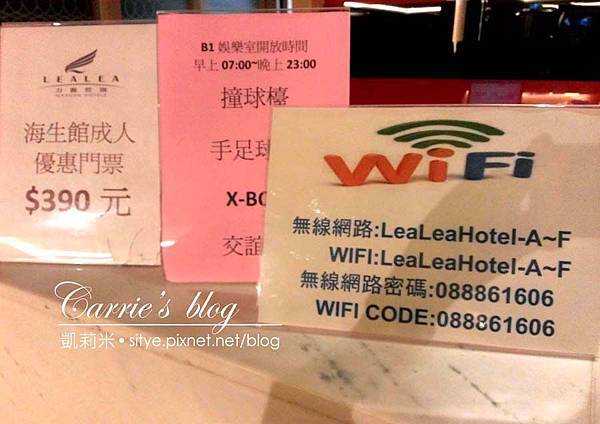 LEALEA
海生館成人
優惠門票
$390 元
B1 娛樂室開放時間
早上 07:00~晚上 23:00
撞球檯
手足球
X-BO
交誼
WiFi
無線網路:LeaLeaHotel-A~F
WIFI:LeaLeaHotel-A~F
無線網路密碼:088861606
WIFI CODE:088861606
Carrie's blog
凱莉米•sitye.pixnet.net/blog